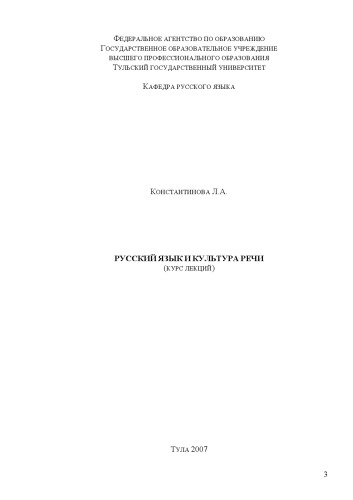 Федеральное агентство по образованию
Государственное образовательное учреждение
высшего профессионального образования
Тульский государственный университет
Кафедра русского языка
Константинова Л.А.
РУССКИЙ ЯЗЫК И КУЛЬТУРА РЕЧИ
(курс лекций)
Тула 2007
3